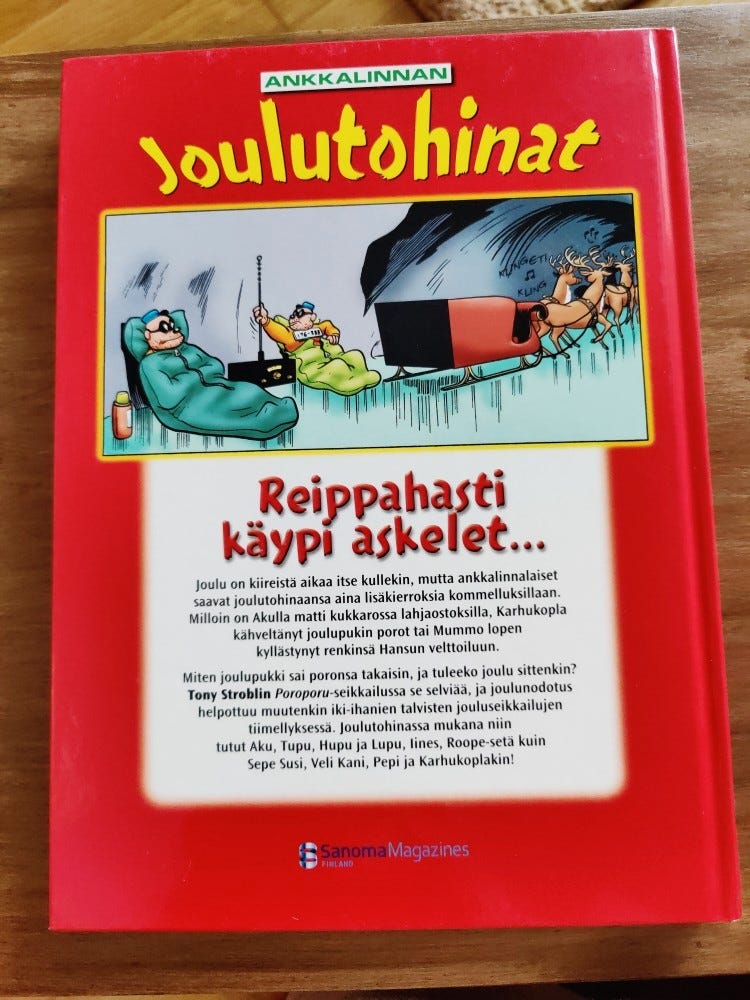 ANKKALINNAN
Joulutohinat
KLINGETI
KLING
176-
Reippahasti
käypi askelet...
Joulu on kiireistä aikaa itse kullekin, mutta ankkalinnalaiset
saavat joulutohinaansa aina lisäkierroksia kommelluksillaan.
Milloin on Akulla matti kukkarossa lahjaostoksilla, Karhukopla
kähveltänyt joulupukin porot tai Mummo lopen
kyllästynyt renkinsä Hansun velttoiluun.
Miten joulupukki sai poronsa takaisin, ja tuleeko joulu sittenkin?
Tony Stroblin Poroporu-seikkailussa se selviää, ja joulunodotus
helpottuu muutenkin iki-ihanien talvisten jouluseikkailujen
tiimellyksessä. Joulutohinassa mukana niin
tutut Aku, Tupu, Hupu ja Lupu, Iines, Roope-setä kuin
Sepe Susi, Veli Kani, Pepi ja Karhukoplakin!
SanomaMagazines
FINLAND